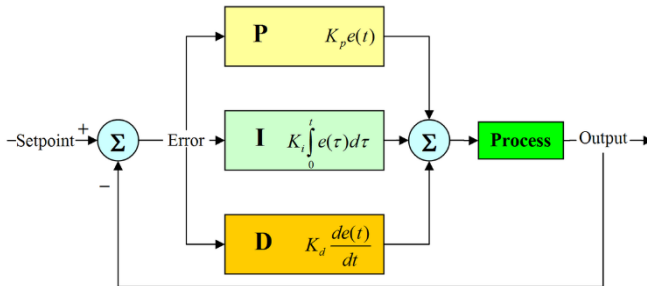 P K_p e(t)
–Setpoint + Σ Error I K_i ∫_0^t e(τ)dτ Σ Process Output
–
D K_d de(t)/dt